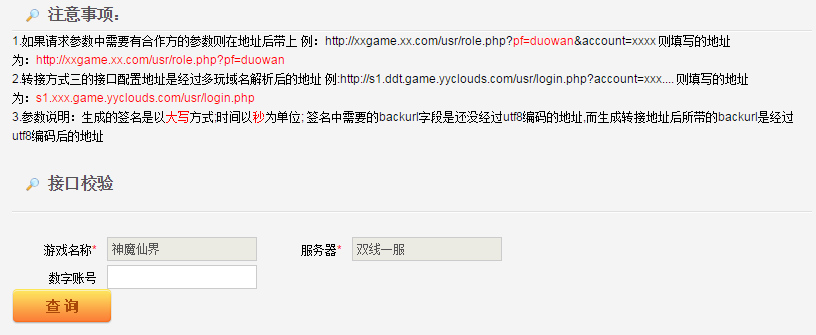 注意事项:
1.如果请求参数中需要有合作方的参数则在地址后带上 例：http://xxgame.xx.com/usr/role.php?pf=duowan&account=xxxx 则填写的地址
为：http://xxgame.xx.com/usr/role.php?pf=duowan
2.转接方式三的接口配置地址是经过多玩域名解析后的地址 例:http://s1.ddt.game.yyclouds.com/usr/login.php?account=xxx.... 则填写的地址
为：s1.xxx.game.yyclouds.com/usr/login.php
3.参数说明：生成的签名是以大写方式;时间以秒为单位; 签名中需要的backurl字段是还没经过utf8编码的地址,而生成转接地址后所带的backurl是经过
utf8编码后的地址
接口校验
游戏名称* 神魔仙界 服务器* 双线一服
数字账号
查 询